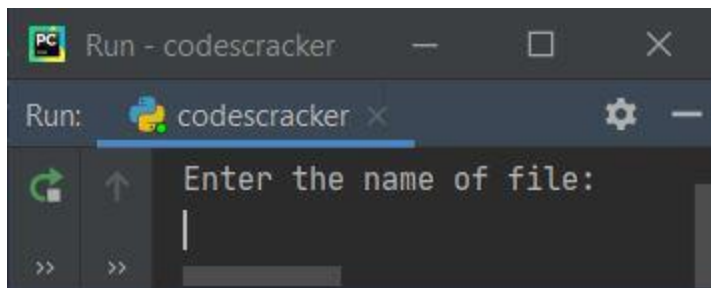 PC
Run - codescracker
Run:
codescracker
Enter the name of file: